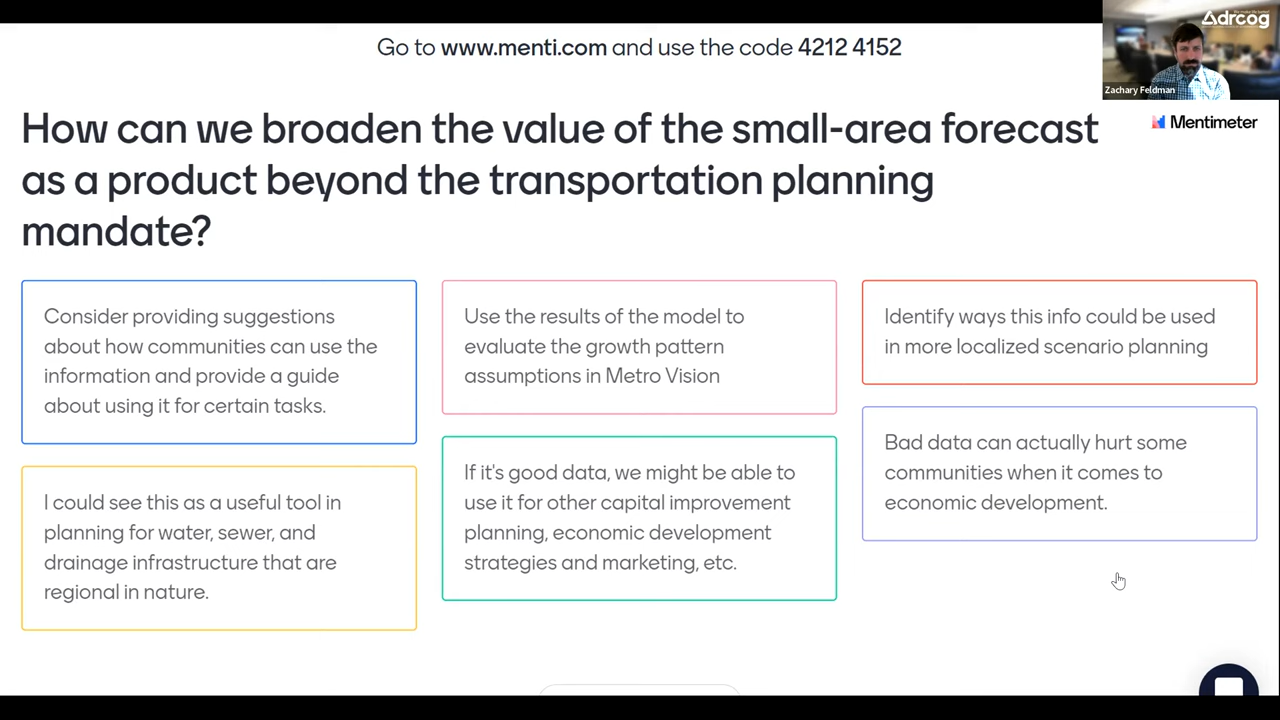 Go to www.menti.com and use the code 4212 4152
We make life better!
drcog
Zachary Feldman
Mentimeter
How can we broaden the value of the small-area forecast
as a product beyond the transportation planning
mandate?
Consider providing suggestions
about how communities can use the
information and provide a guide
about using it for certain tasks.
I could see this as a useful tool in
planning for water, sewer, and
drainage infrastructure that are
regional in nature.
Use the results of the model to
evaluate the growth pattern
assumptions in Metro Vision
If it's good data, we might be able to
use it for other capital improvement
planning, economic development
strategies and marketing, etc.
Identify ways this info could be used
in more localized scenario planning
Bad data can actually hurt some
communities when it comes to
economic development.